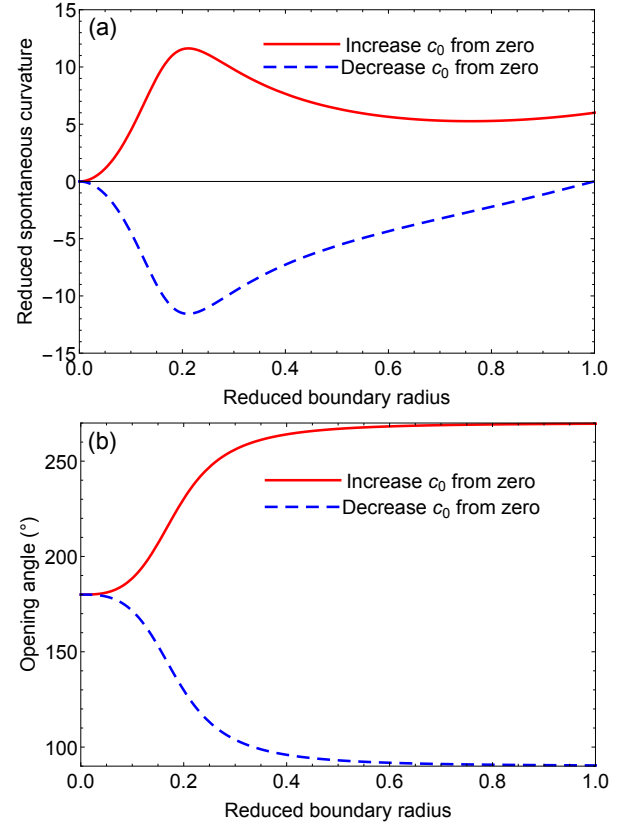 (a)
Increase c0 from zero
Decrease c0 from zero
15
10
5
0
−5
−10
−15
Reduced spontaneous curvature
0.0 0.2 0.4 0.6 0.8 1.0
Reduced boundary radius
(b)
Increase c0 from zero
Decrease c0 from zero
250
200
150
100
Opening angle (°)
0.0 0.2 0.4 0.6 0.8 1.0
Reduced boundary radius